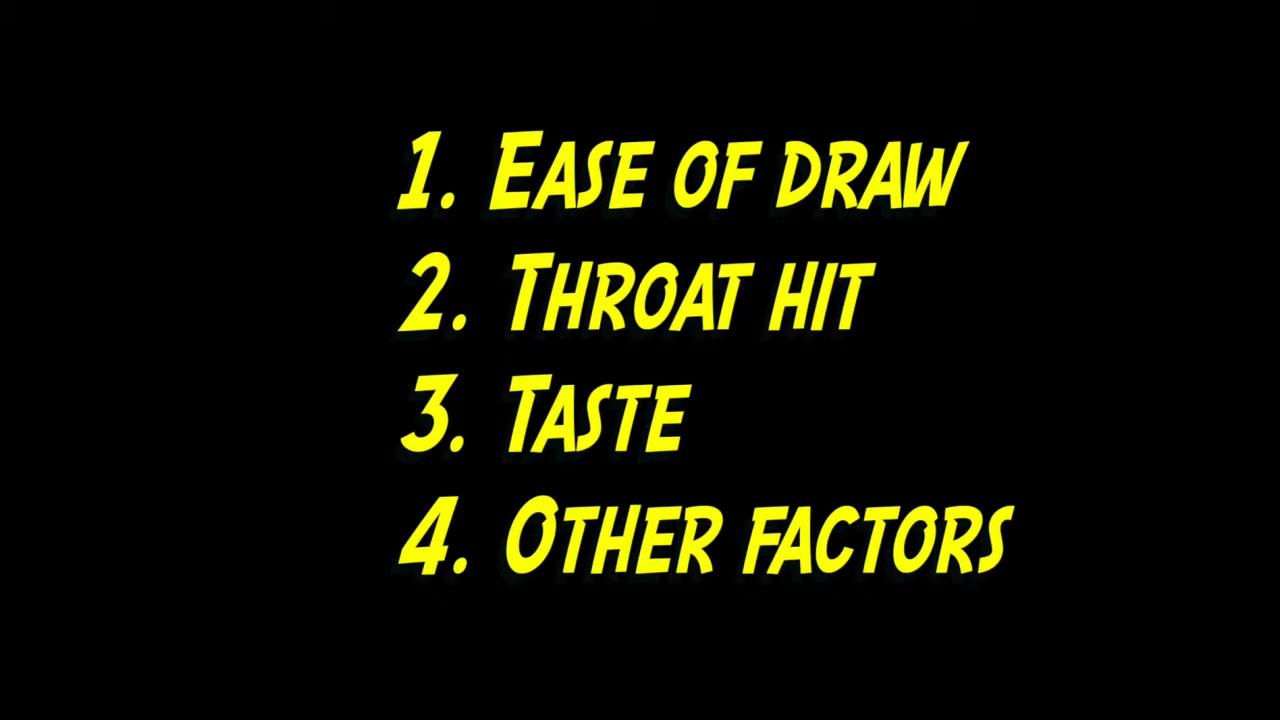 1. Ease of draw
2. Throat hit
3. Taste
4. Other factors